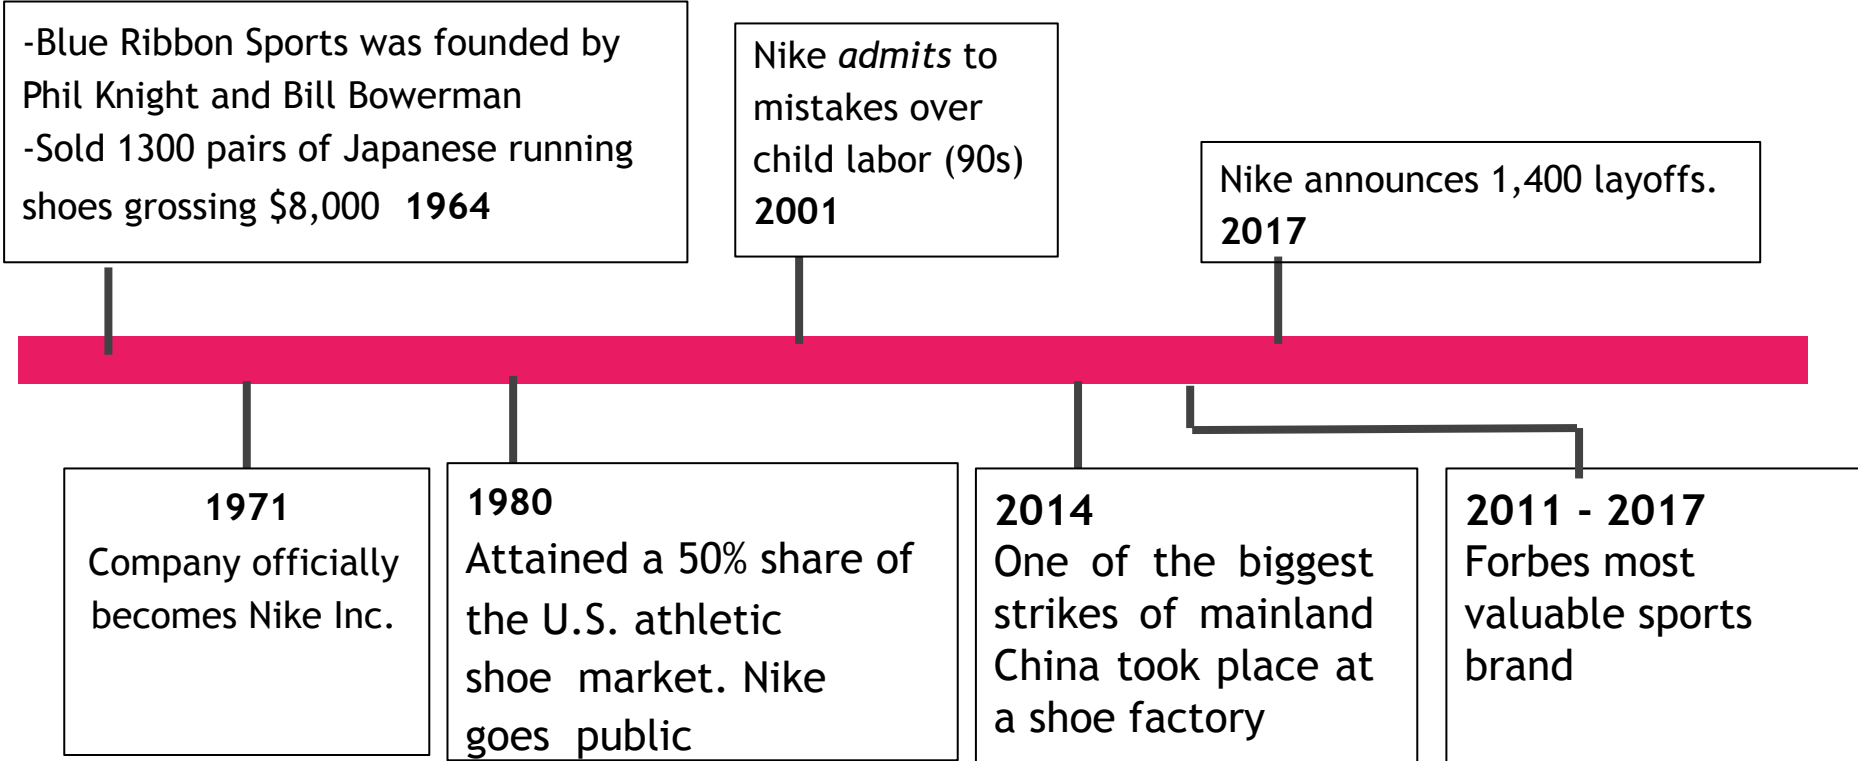 -Blue Ribbon Sports was founded by
Phil Knight and Bill Bowerman
-Sold 1300 pairs of Japanese running
shoes grossing $8,000 1964
Nike admits to
mistakes over
child labor (90s)
2001
Nike announces 1,400 layoffs.
2017
1971
Company officially
becomes Nike Inc.
1980
Attained a 50% share of
the U.S. athletic
shoe market. Nike
goes public
2014
One of the biggest
strikes of mainland
China took place at
a shoe factory
2011 - 2017
Forbes most
valuable sports
brand